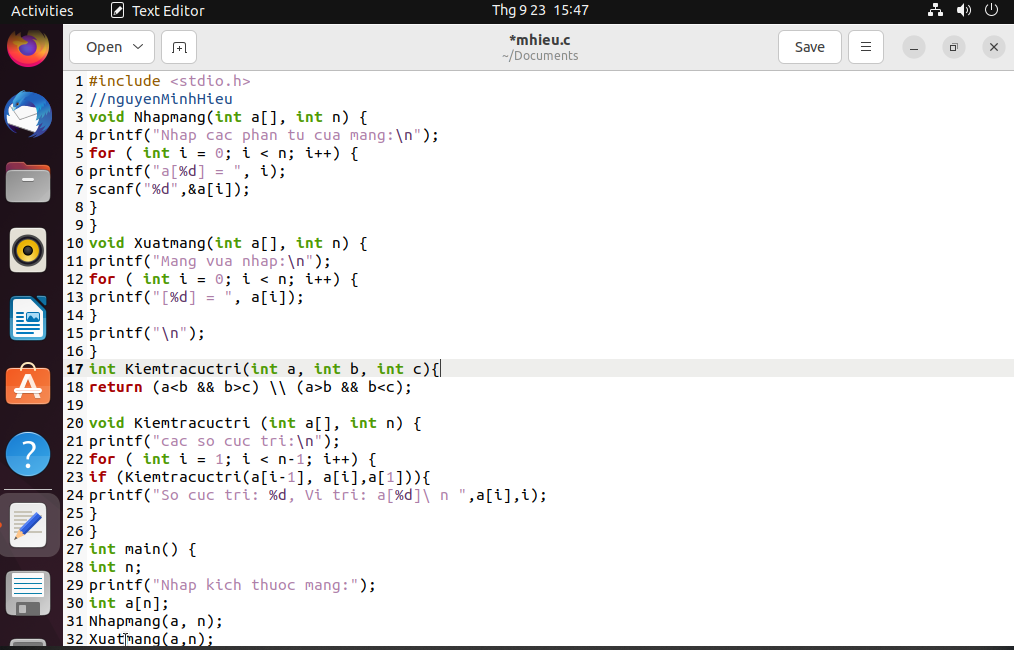 Activities Text Editor Thg 9 23 15:47
Open *mhieu.c Save
~/Documents
1 #include <stdio.h>
2 //nguyenMinhHieu
3 void Nhapmang(int a[], int n) {
4 printf("Nhap cac phan tu cua mang:\n");
5 for ( int i = 0; i < n; i++) {
6 printf("a[%d] = ", i);
7 scanf("%d",&a[i]);
8 }
9 }
10 void Xuatmang(int a[], int n) {
11 printf("Mang vua nhap:\n");
12 for ( int i = 0; i < n; i++) {
13 printf("[%d] = ", a[i]);
14 }
15 printf("\n");
16 }
17 int Kiemtracuctri(int a, int b, int c){
18 return (a<b && b>c) \\ (a>b && b<c);
19
20 void Kiemtracuctri (int a[], int n) {
21 printf("cac so cuc tri:\n");
22 for ( int i = 1; i < n-1; i++) {
23 if (Kiemtracuctri(a[i-1], a[i],a[1])){
24 printf("So cuc tri: %d, Vi tri: a[%d]\ n ",a[i],i);
25 }
26 }
27 int main() {
28 int n;
29 printf("Nhap kich thuoc mang:");
30 int a[n];
31 Nhapmang(a, n);
32 Xuatmang(a,n);